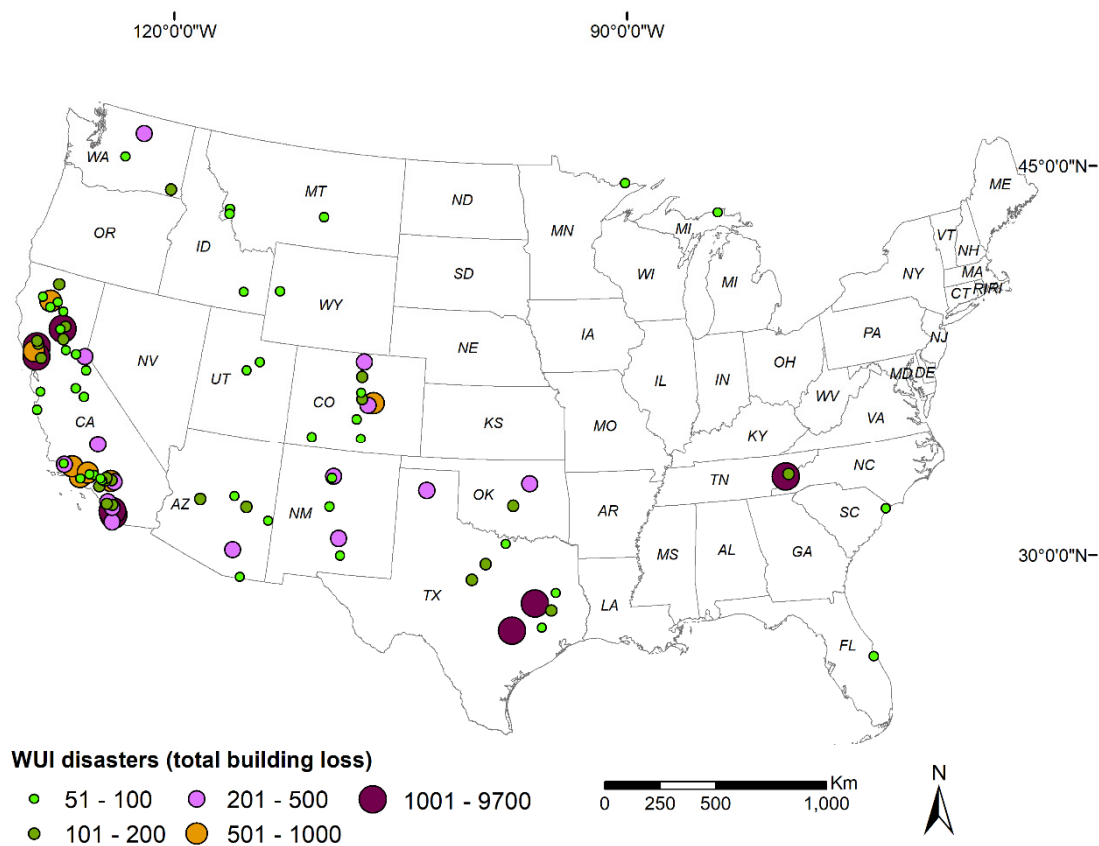 120°0'0"W 90°0'0"W
WA
MT
ND
45°0'0"N
ME
OR
ID
MN
MI
VT
NH
SD
WI
NY
MA
WY
MI
CT RIRI
IA
PA
NJ
NV
NE
OH
MD DE
UT
IL
IN
CO
WV
VA
CA
KS
MO
KY
NC
TN
AZ
NM
OK
AR
SC
MS
AL
GA
30°0'0"N
TX
LA
FL
WUI disasters (total building loss)
51 - 100 201 - 500 1001 - 9700
101 - 200 501 - 1000
Km
0 250 500 1,000
N